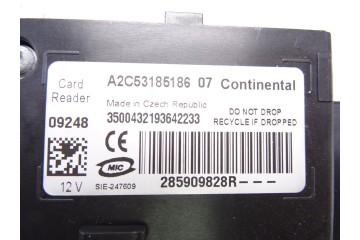 Card Reader
A2C53185186 07 Continental
Made in Czech Republic
09248
3500432193642233
DO NOT DROP
RECYCLE IF DROPPED
CE
MIC
12 V
SIE-247609
285909828R---